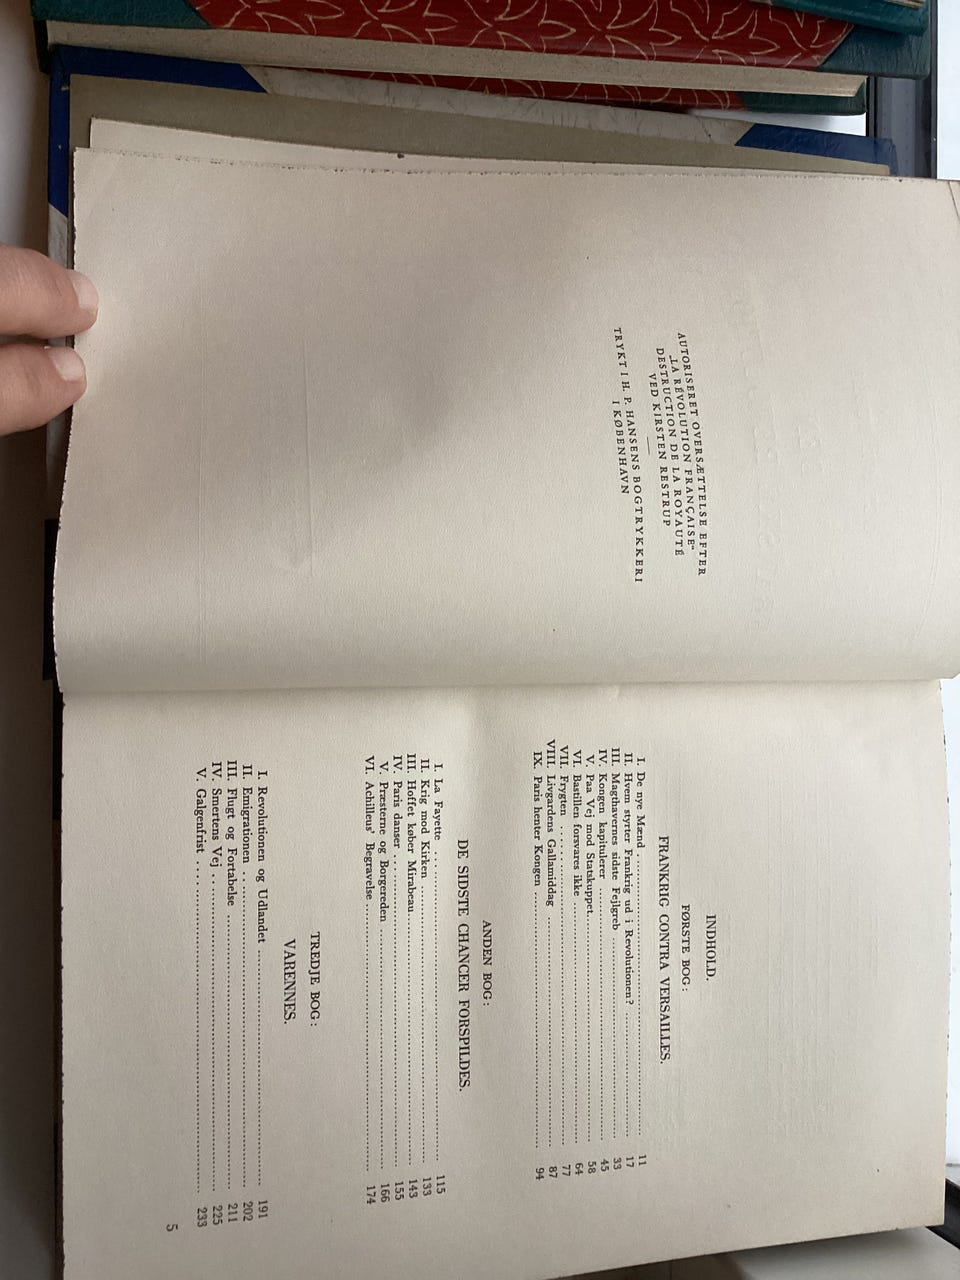 AUTORISERET OVERSÆTTELSE EFTER
„LA RÉVOLUTION FRANÇAISE“
DESTRUCTION DE LA ROYAUTÉ
VED KIRSTEN RESTRUP
TRYKT I H. P. HANSENS BOGTRYKKERI
I KØBENHAVN
INDHOLD.
FØRSTE BOG:
FRANKRIG CONTRA VERSAILLES.
I. De nye Mænd ........ 11
II. Hvem styrter Frankrig ud i Revolutionen? ........ 17
III. Magthavernes sidste Fejlgreb ........ 33
IV. Kongen kapitulerer ........ 45
V. Paa Vej mod Statskuppet ........ 58
VI. Bastillen forsvares ikke ........ 64
VII. Frygten ........ 77
VIII. Livgardens Gallamiddag ........ 87
IX. Paris henter Kongen ........ 94
ANDEN BOG:
DE SIDSTE CHANCER FORSPILDES.
I. La Fayette ........ 115
II. Krig mod Kirken ........ 133
III. Hoffet køber Mirabeau ........ 143
IV. Paris danser ........ 155
V. Præsterne og Borgereden ........ 166
VI. Achilleus' Begravelse ........ 174
TREDJE BOG:
VARENNES.
I. Revolutionen og Udlandet ........ 191
II. Emigrationen ........ 202
III. Flugt og Fortabelse ........ 211
IV. Smertens Vej ........ 225
V. Galgenfrist ........ 233
5